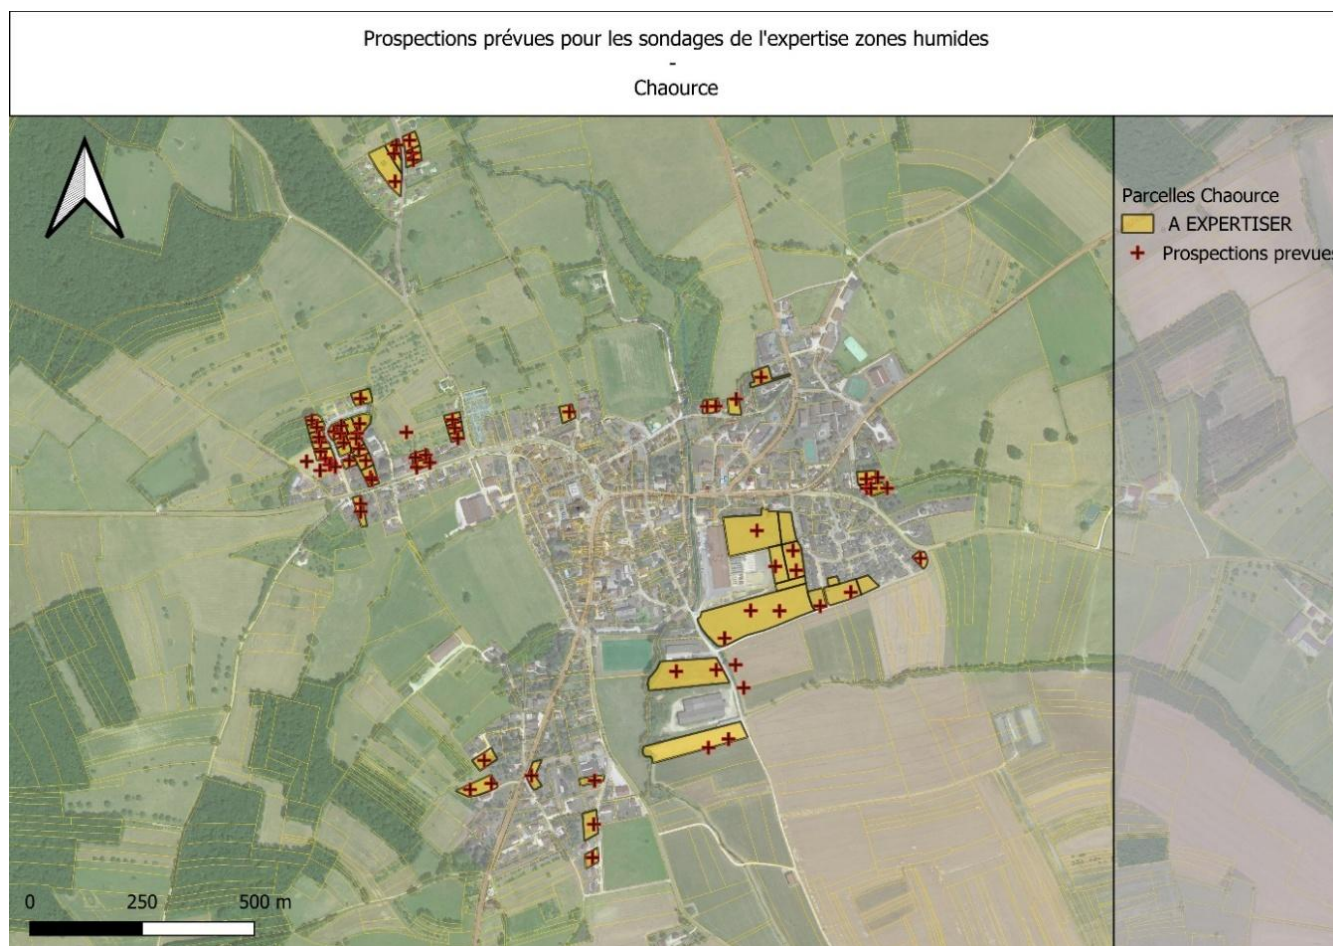 Prospections prévues pour les sondages de l'expertise zones humides
-
Chaource
Parcelles Chaource
A EXPERTISER
Prospections prevues
0 250 500 m